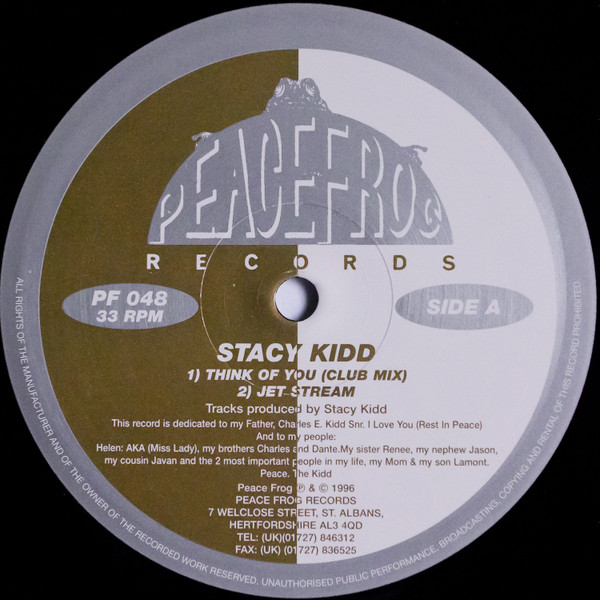 PEACEFROG
RECORDS
PF 048
33 RPM
SIDE A
STACY KIDD
1) THINK OF YOU (CLUB MIX)
2) JET STREAM
Tracks produced by Stacy Kidd
This record is dedicated to my Father, Charles E. Kidd Snr. I Love You (Rest In Peace)
And to my people:
Helen: AKA (Miss Lady), my brothers Charles and Dante.My sister Renee, my nephew Jason,
my cousin Javan and the 2 most important people in my life, my Mom & my son Lamont.
Peace. The Kidd
Peace Frog ℗ & © 1996
PEACE FROG RECORDS
7 WELCLOSE STREET, ST. ALBANS,
HERTFORDSHIRE AL3 4QD
TEL: (UK)(01727) 846312
FAX: (UK) (01727) 836525
ALL RIGHTS OF THE MANUFACTURER AND OF THE OWNER OF THE RECORDED WORK RESERVED. UNAUTHORISED PUBLIC PERFORMANCE. BROADCASTING, COPYING AND RENTAL OF THIS RECORD PROHIBITED